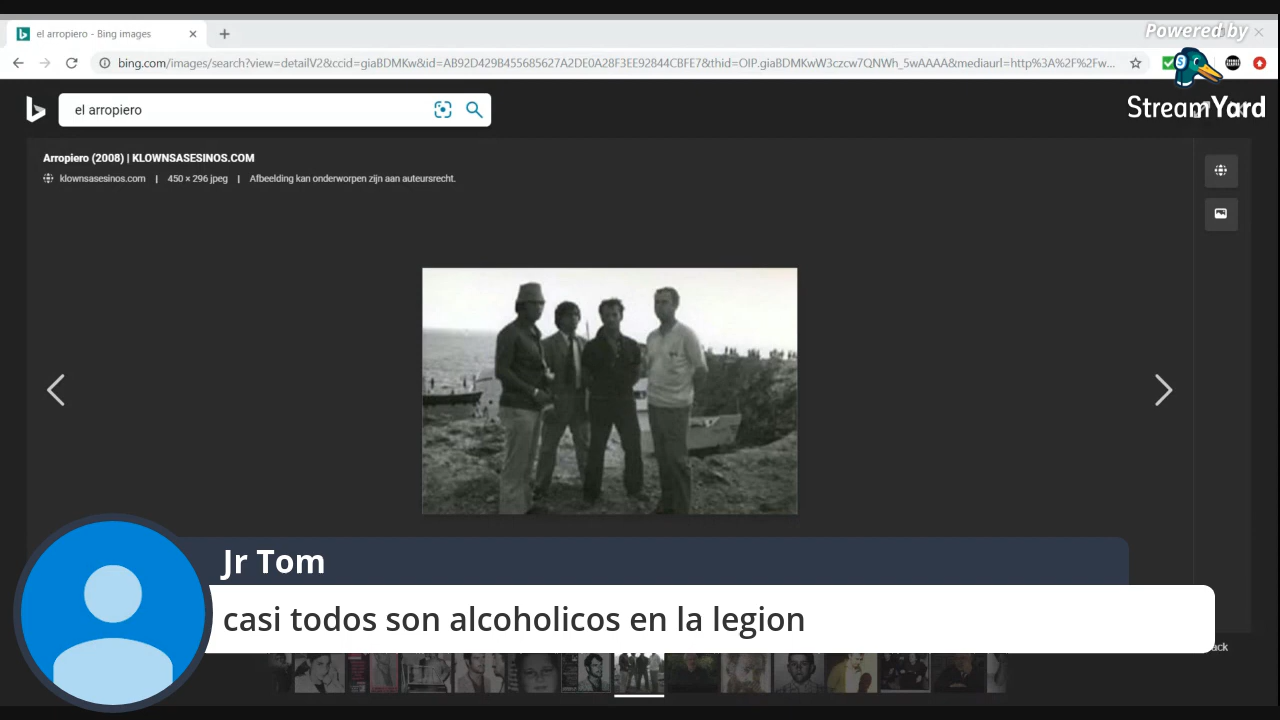 el arropiero - Bing images
Powered by
bing.com/images/search?view=detailV2&ccid=giaBDMKw&id=AB92D429B455685627A2DE0A28F3EE92844CBFE7&thid=OIP.giaBDMKwW3czcw7QNWh_5wAAAA&mediaurl=http%3A%2F%2Fw...
StreamYard
el arropiero
Arropiero (2008) | KLOWNSASESINOS.COM
klownsasesinos.com | 450 × 296 jpeg | Afbeelding kan onderworpen zijn aan auteursrecht.
Jr Tom
casi todos son alcoholicos en la legion